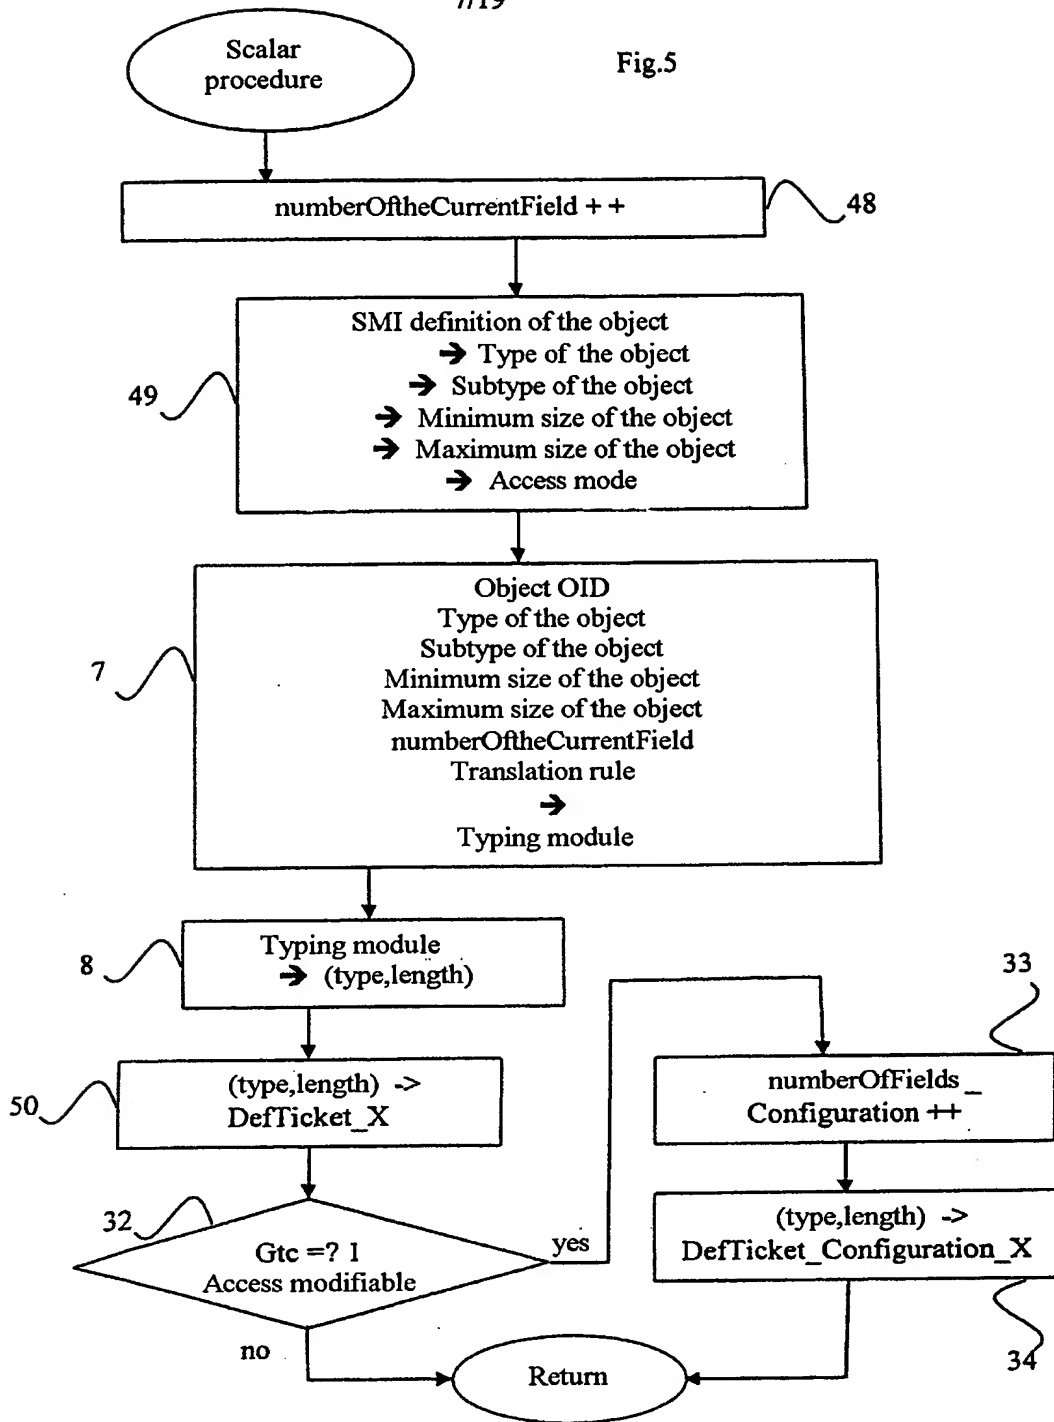 7/19
Scalar
procedure
Fig.5
numberOftheCurrentField + +
48
SMI definition of the object
➔ Type of the object
➔ Subtype of the object
➔ Minimum size of the object
➔ Maximum size of the object
➔ Access mode
49
Object OID
Type of the object
Subtype of the object
Minimum size of the object
Maximum size of the object
numberOftheCurrentField
Translation rule
➔
Typing module
7
Typing module
➔ (type,length)
8
(type,length) ->
DefTicket_X
50
32
Gtc =? 1
Access modifiable
yes
no
33
numberOfFields_
Configuration ++
(type,length) ->
DefTicket_Configuration_X
34
Return